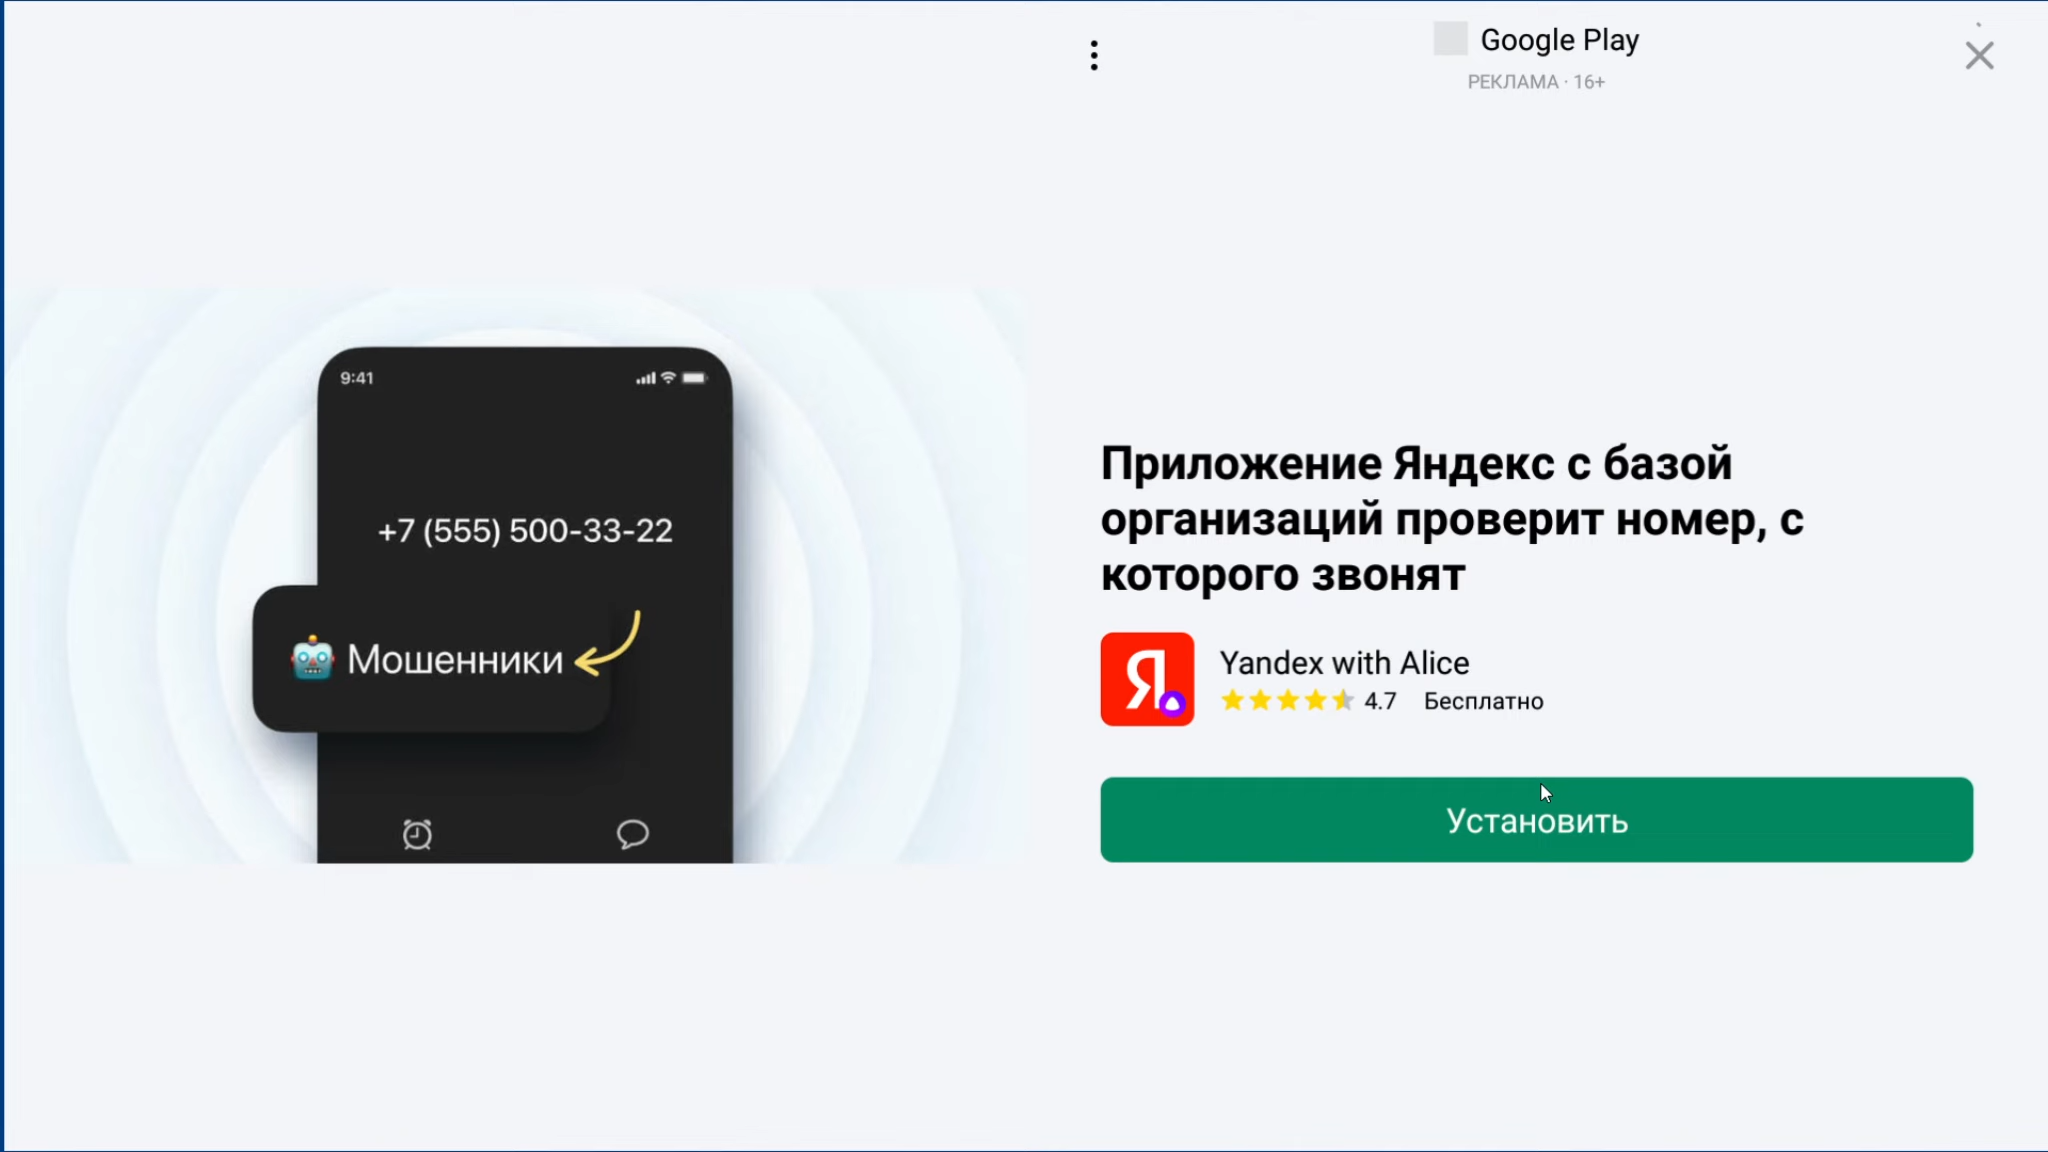 Google Play
РЕКЛАМА · 16+
9:41
+7 (555) 500-33-22
Мошенники
Приложение Яндекс с базой
организаций проверит номер, с
которого звонят
Я
Yandex with Alice
4.7 Бесплатно
Установить